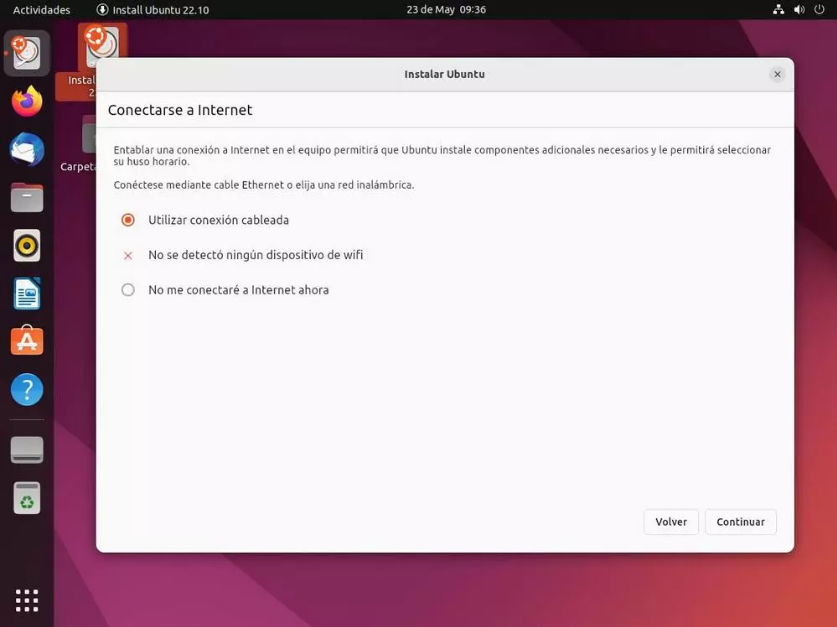 Actividades
Install Ubuntu 22.10
23 de May 09:36
Instal
2
Carpeta
Instalar Ubuntu
Conectarse a Internet
Entablar una conexión a Internet en el equipo permitirá que Ubuntu instale componentes adicionales necesarios y le permitirá seleccionar
su huso horario.
Conéctese mediante cable Ethernet o elija una red inalámbrica.
Utilizar conexión cableada
No se detectó ningún dispositivo de wifi
No me conectaré a Internet ahora
Volver
Continuar